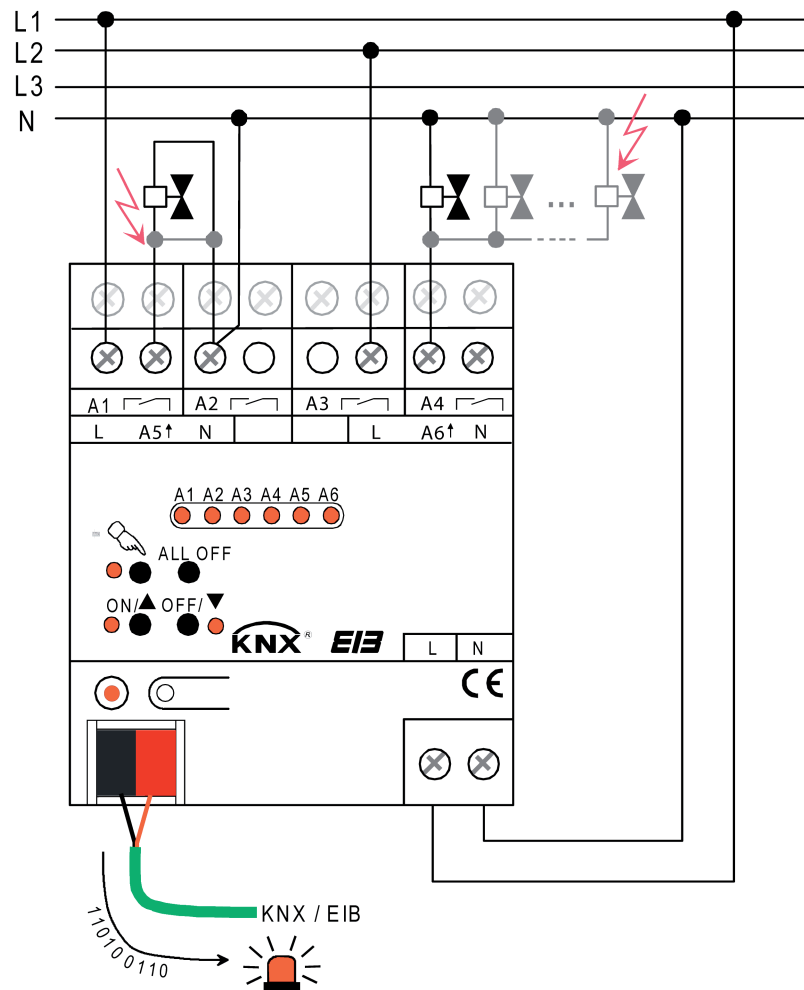 L1
L2
L3
N
...
A1 A2 A3 A4
L A5↑ N L A6↑ N
A1 A2 A3 A4 A5 A6
ALL OFF
ON/▲ OFF/▼
KNX® EIB
L N
CE
KNX / EIB
110100110